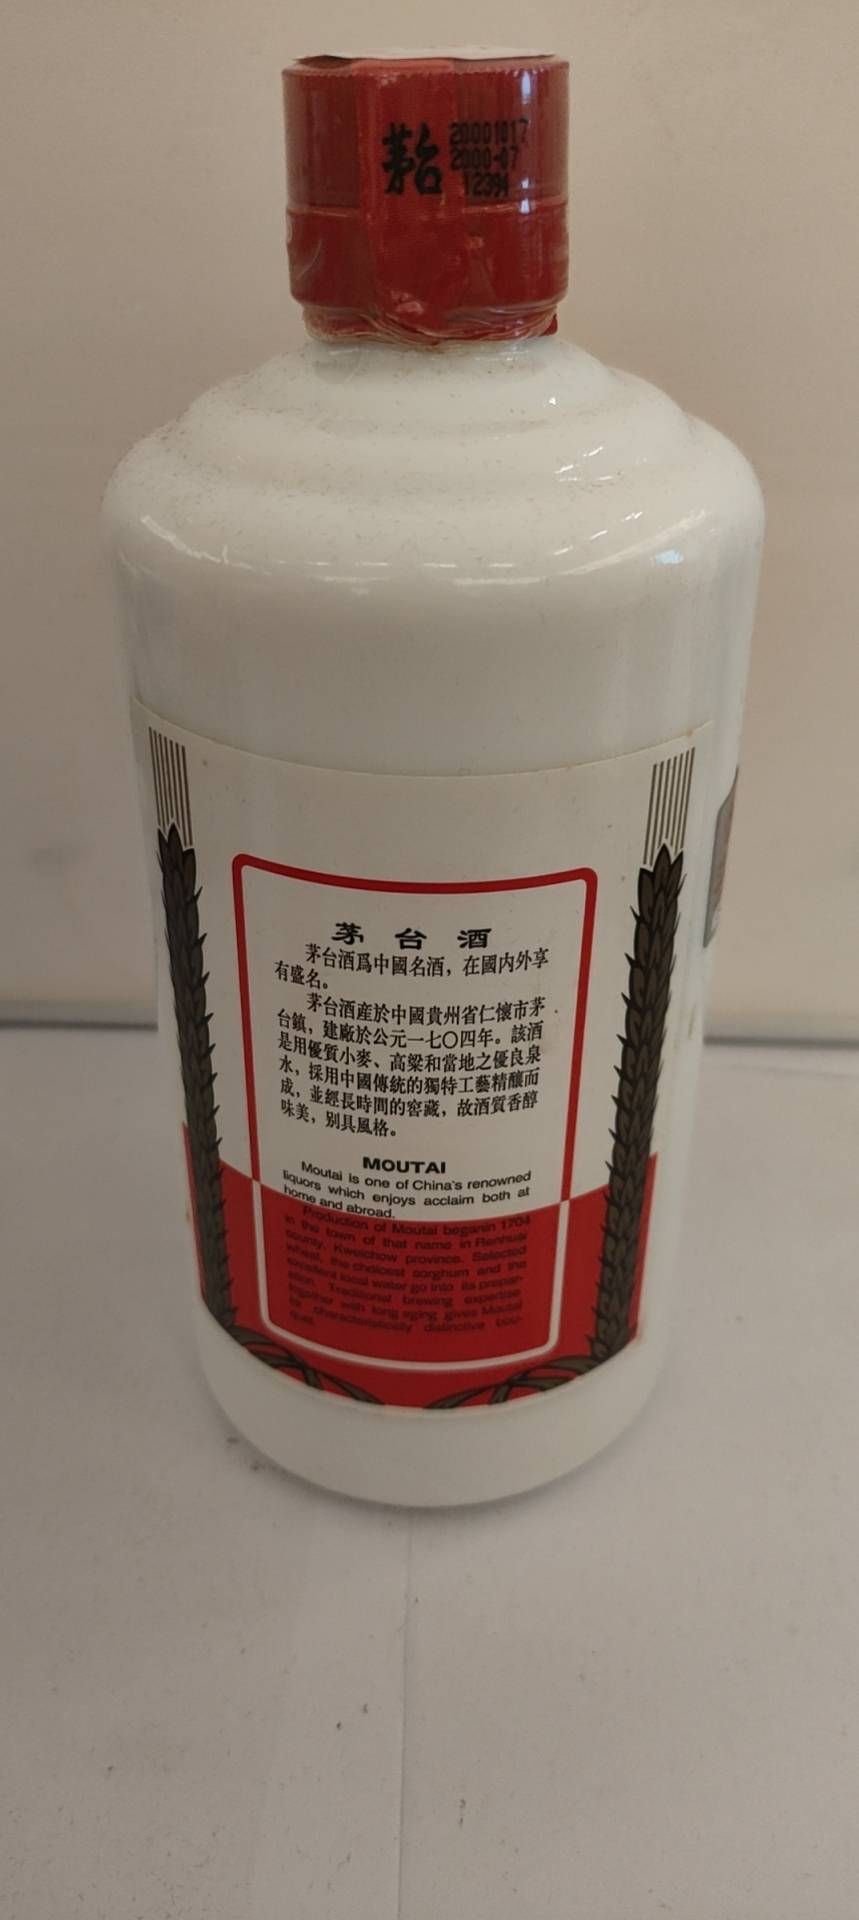 茅台
20001017
2000-07
12394
茅台酒
茅台酒爲中國名酒，在國内外享
有盛名。
茅台酒産於中國貴州省仁懷市茅
台鎮，建廠於公元一七〇四年。該酒
是用優質小麥、高粱和當地之優良泉
水，採用中國傳統的獨特工藝精釀而
成，並經長時間的窖藏，故酒質香醇
味美，别具風格。
MOUTAI
Moutai is one of China's renowned
liquors which enjoys acclaim both at
home and abroad.
Production of Moutai beganin 1704
in the town of that name in Renhuai
county, Kweichow province. Selected
wheat, the choicest sorghum and the
excellent local water go into its prepar-
ation. Traditional brewing expertise
together with long aging gives Moutai
its characteristically distinctive bou-
quet.